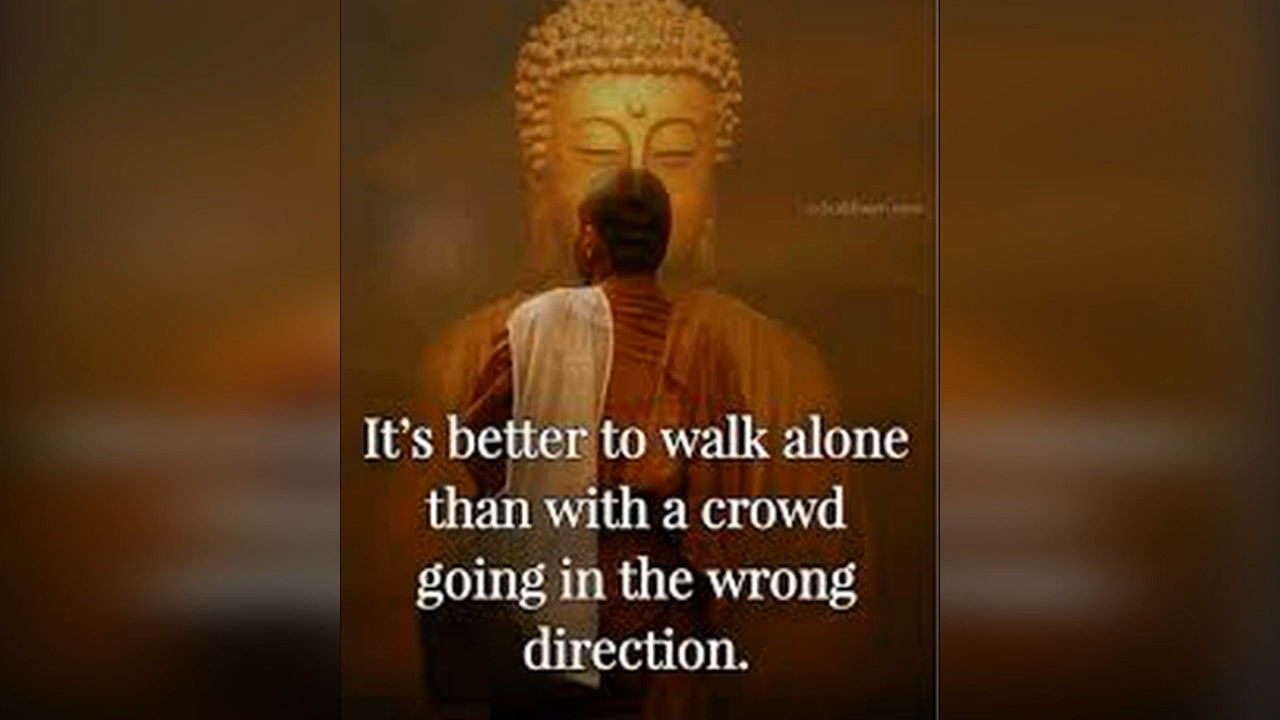 It’s better to walk alone
than with a crowd
going in the wrong
direction.